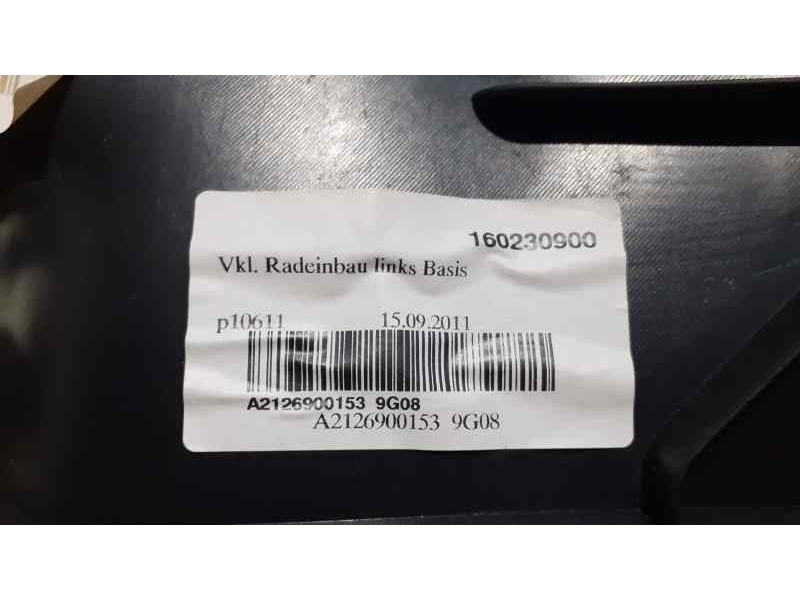 160230900
Vkl. Radeinbau links Basis
p10611 15.09.2011
A2126900153 9G08
A2126900153 9G08